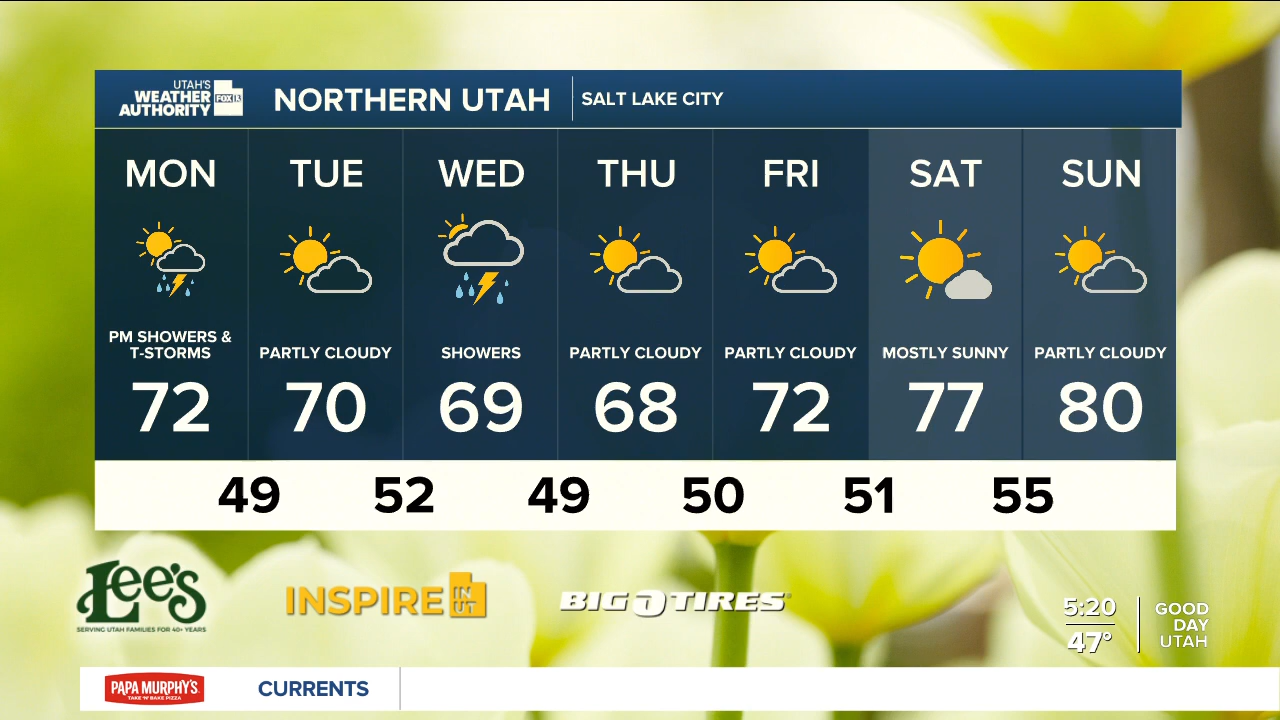 UTAH'S
WEATHER
AUTHORITY
FOX 13
NORTHERN UTAH
SALT LAKE CITY
MON TUE WED THU FRI SAT SUN
PM SHOWERS &
T-STORMS PARTLY CLOUDY SHOWERS PARTLY CLOUDY PARTLY CLOUDY MOSTLY SUNNY PARTLY CLOUDY
72 70 69 68 72 77 80
49 52 49 50 51 55
Lee's
SERVING UTAH FAMILIES FOR 40+ YEARS
INSPIRE IN UT
BIG O TIRES
5:20
47°
GOOD
DAY
UTAH
PAPA MURPHY'S
TAKE 'N' BAKE PIZZA
CURRENTS